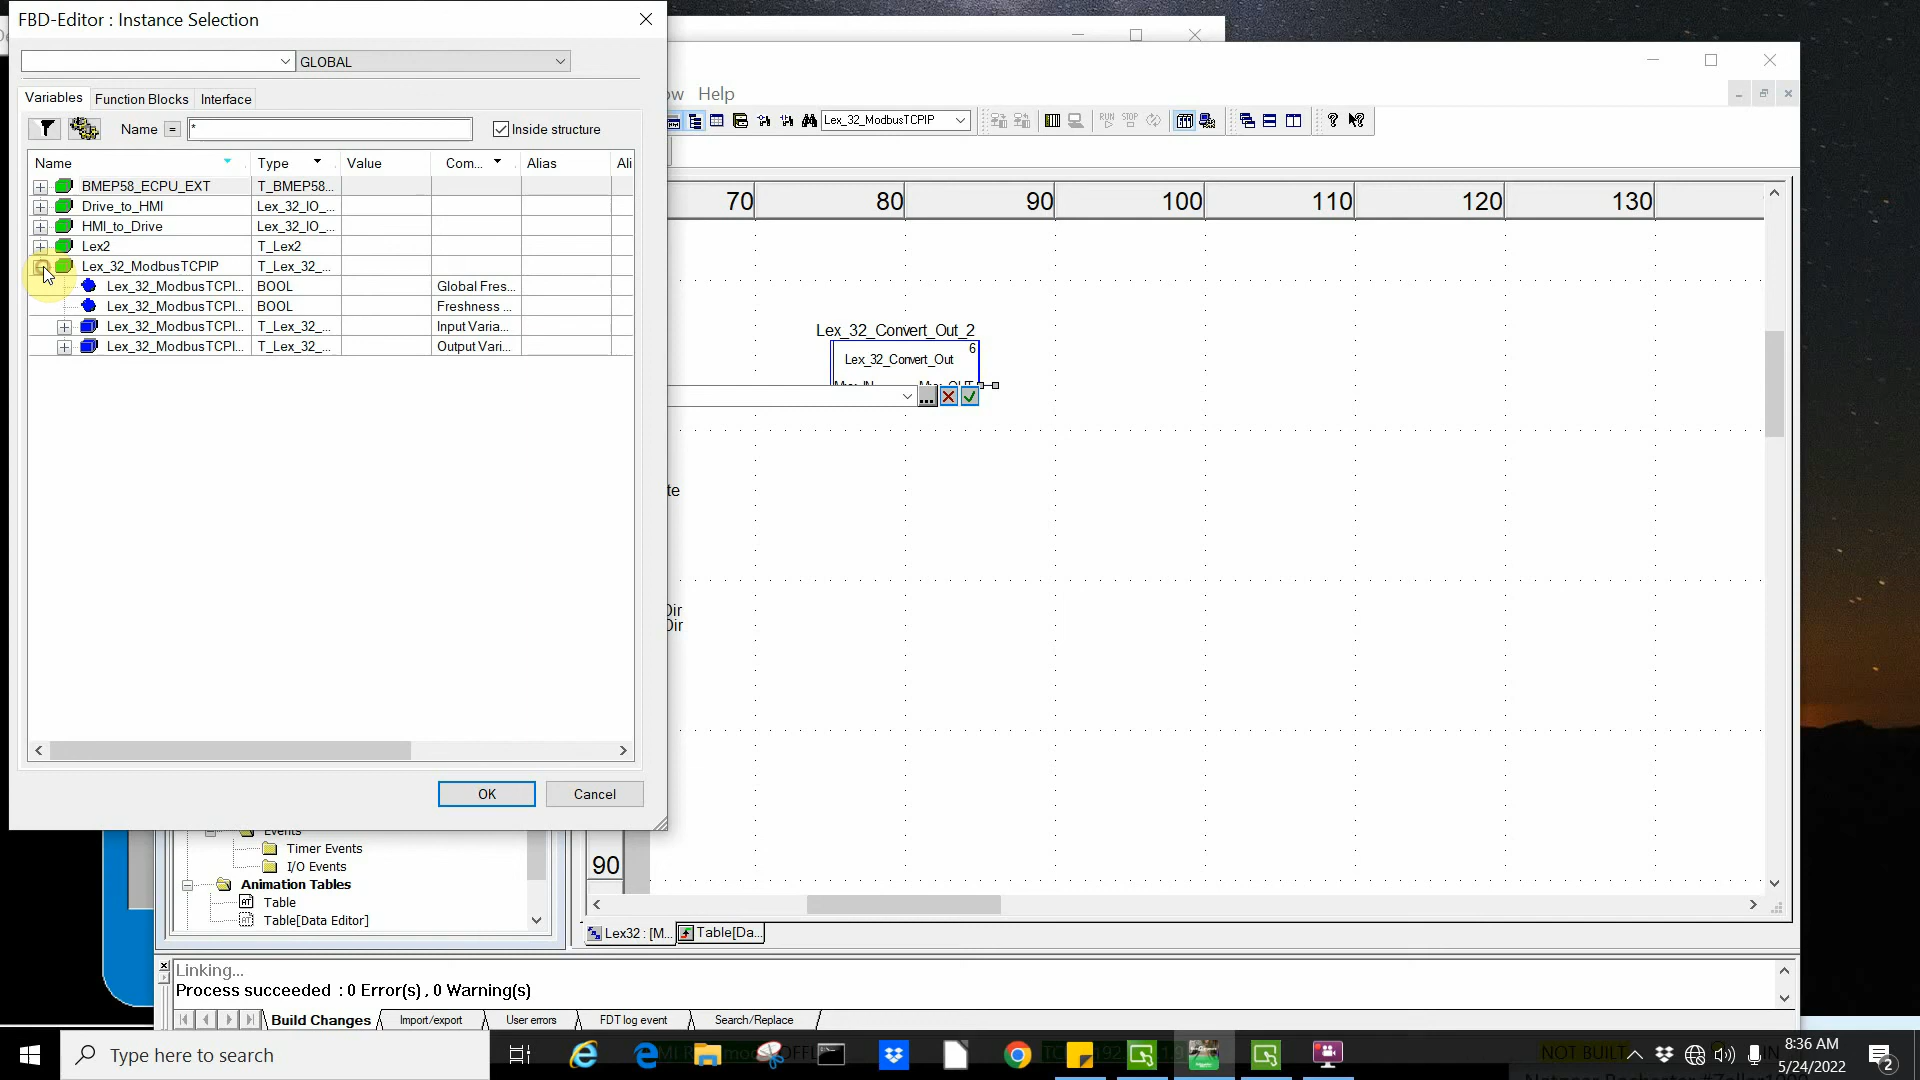 FBD-Editor : Instance Selection
GLOBAL
Variables Function Blocks Interface
Name = * Inside structure
Name Type Value Com... Alias Ali
BMEP58_ECPU_EXT T_BMEP58...
Drive_to_HMI Lex_32_IO_...
HMI_to_Drive Lex_32_IO_...
Lex2 T_Lex2
Lex_32_ModbusTCPIP T_Lex_32_...
Lex_32_ModbusTCPI... BOOL Global Fres...
Lex_32_ModbusTCPI... BOOL Freshness ...
Lex_32_ModbusTCPI... T_Lex_32_... Input Varia...
Lex_32_ModbusTCPI... T_Lex_32_... Output Vari...
OK Cancel
ow Help
Lex_32_ModbusTCPIP
RUN STOP
70 80 90 100 110 120 130
Lex_32_Convert_Out_2
6
Lex_32_Convert_Out
te
Dir
Dir
90
Events
Timer Events
I/O Events
Animation Tables
Table
Table[Data Editor]
Lex32 : [M... Table[Da...
Linking...
Process succeeded : 0 Error(s) , 0 Warning(s)
Build Changes Import/export User errors FDT log event Search/Replace
Type here to search
NOT BUILT
8:36 AM
5/24/2022
2